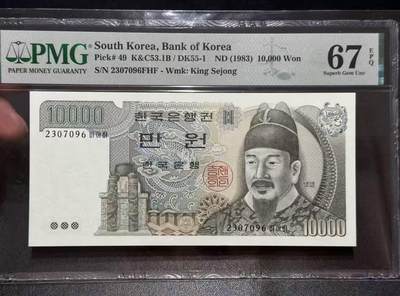 PMG
PAPER MONEY GUARANTY
South Korea, Bank of Korea
Pick# 49 K&C53.1B / DK55-1 ND (1983) 10,000 Won
S/N 2307096FHF - Wmk: King Sejong
67 EPQ
Superb Gem Unc
10000
한국은행권
2307096
만원
한국은행
2307096
10000